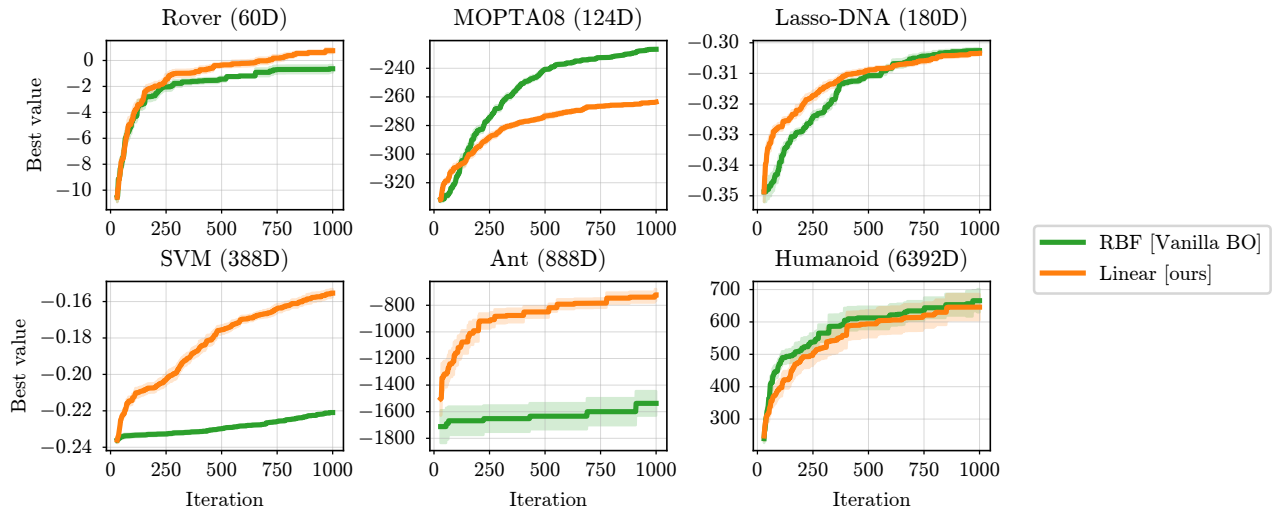 Rover (60D)
MOPTA08 (124D)
Lasso-DNA (180D)
Best value
0
−2
−4
−6
−8
−10
0 250 500 750 1000
−240
−260
−280
−300
−320
0 250 500 750 1000
−0.30
−0.31
−0.32
−0.33
−0.34
−0.35
0 250 500 750 1000
SVM (388D)
Ant (888D)
Humanoid (6392D)
Best value
−0.16
−0.18
−0.20
−0.22
−0.24
0 250 500 750 1000
Iteration
−800
−1000
−1200
−1400
−1600
−1800
0 250 500 750 1000
Iteration
700
600
500
400
300
0 250 500 750 1000
Iteration
RBF [Vanilla BO]
Linear [ours]